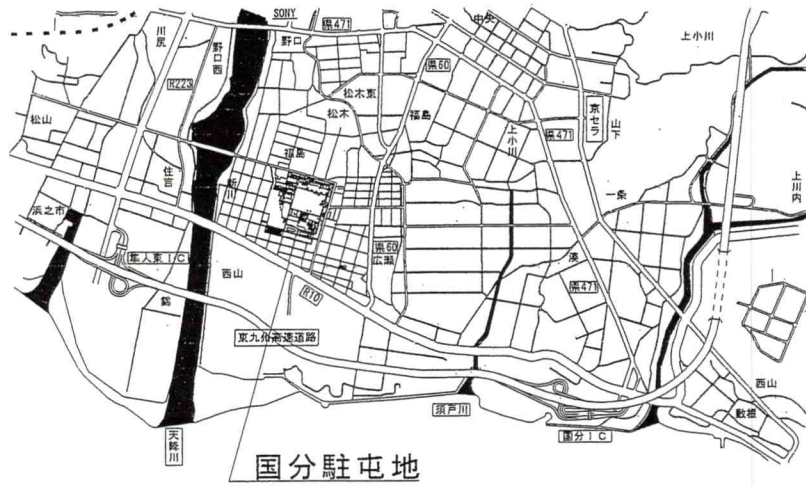 SONY
県471
中央
上小川
川尻
野口西
野口
県60
R223
松木東
松木
福島
京セラ
山下
上小川
県471
松山
福島
住吉
新川
一条
上川内
浜之市
県60
広瀬
湊
隼人東IC
西山
県471
R10
東九州高速道路
西山
敷根
須戸川
国分IC
天降川
国分駐屯地